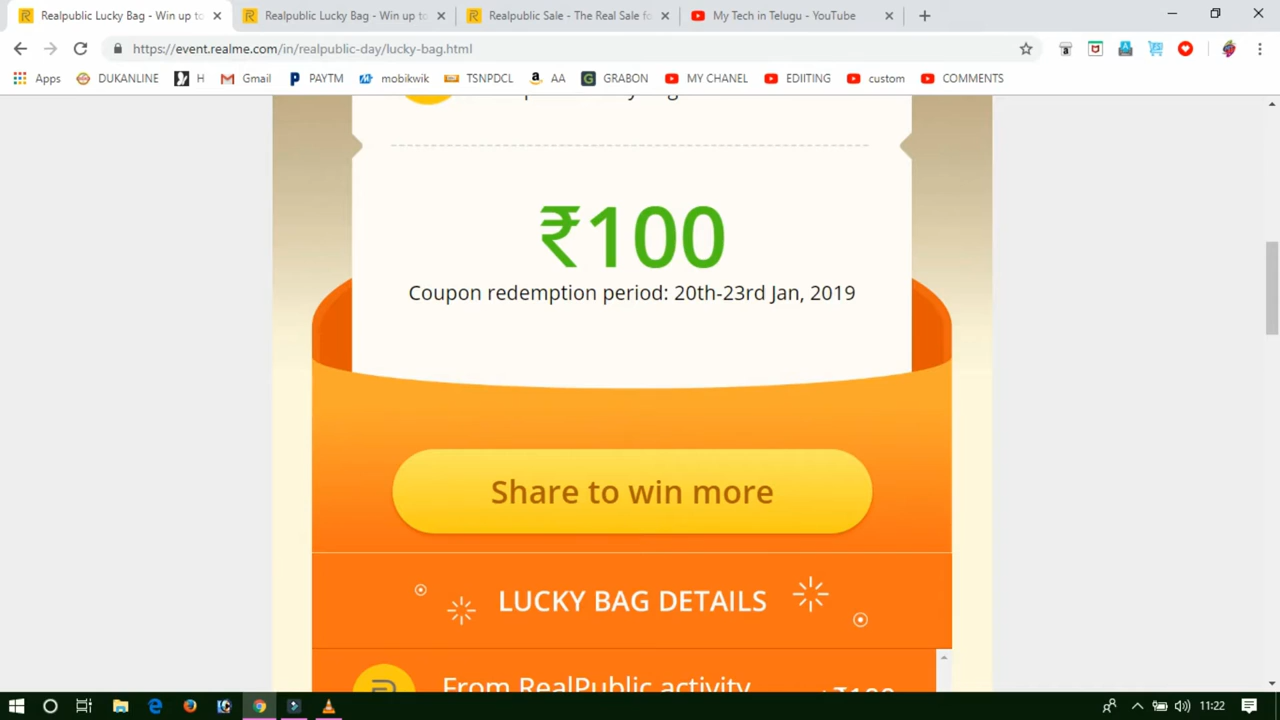 Realpublic Lucky Bag - Win up to
Realpublic Lucky Bag - Win up to
Realpublic Sale - The Real Sale fo
My Tech in Telugu - YouTube
https://event.realme.com/in/realpublic-day/lucky-bag.html
Apps
DUKANLINE
H
Gmail
PAYTM
mobikwik
TSNPDCL
AA
GRABON
MY CHANEL
EDIITING
custom
COMMENTS
₹100
Coupon redemption period: 20th-23rd Jan, 2019
Share to win more
LUCKY BAG DETAILS
From RealPublic activity
11:22